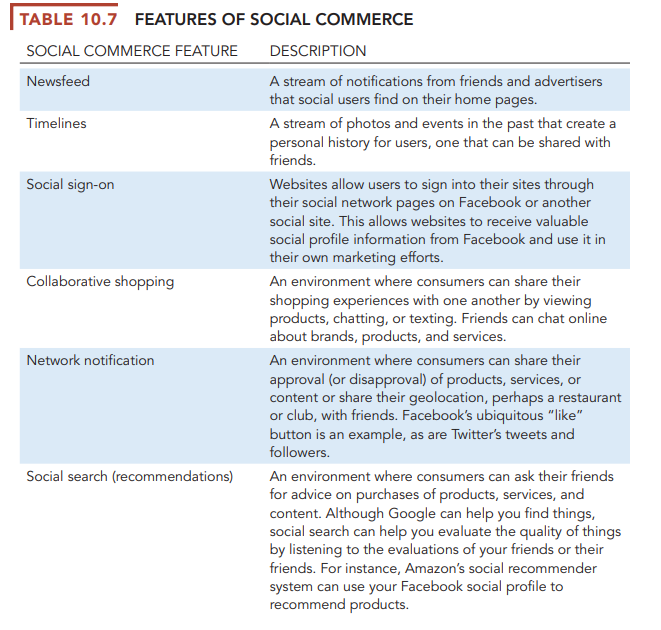 TABLE 10.7 FEATURES OF SOCIAL COMMERCE
SOCIAL COMMERCE FEATURE DESCRIPTION
Newsfeed A stream of notifications from friends and advertisers
that social users find on their home pages.
Timelines A stream of photos and events in the past that create a
personal history for users, one that can be shared with
friends.
Social sign-on Websites allow users to sign into their sites through
their social network pages on Facebook or another
social site. This allows websites to receive valuable
social profile information from Facebook and use it in
their own marketing efforts.
Collaborative shopping An environment where consumers can share their
shopping experiences with one another by viewing
products, chatting, or texting. Friends can chat online
about brands, products, and services.
Network notification An environment where consumers can share their
approval (or disapproval) of products, services, or
content or share their geolocation, perhaps a restaurant
or club, with friends. Facebook’s ubiquitous “like”
button is an example, as are Twitter’s tweets and
followers.
Social search (recommendations) An environment where consumers can ask their friends
for advice on purchases of products, services, and
content. Although Google can help you find things,
social search can help you evaluate the quality of things
by listening to the evaluations of your friends or their
friends. For instance, Amazon’s social recommender
system can use your Facebook social profile to
recommend products.